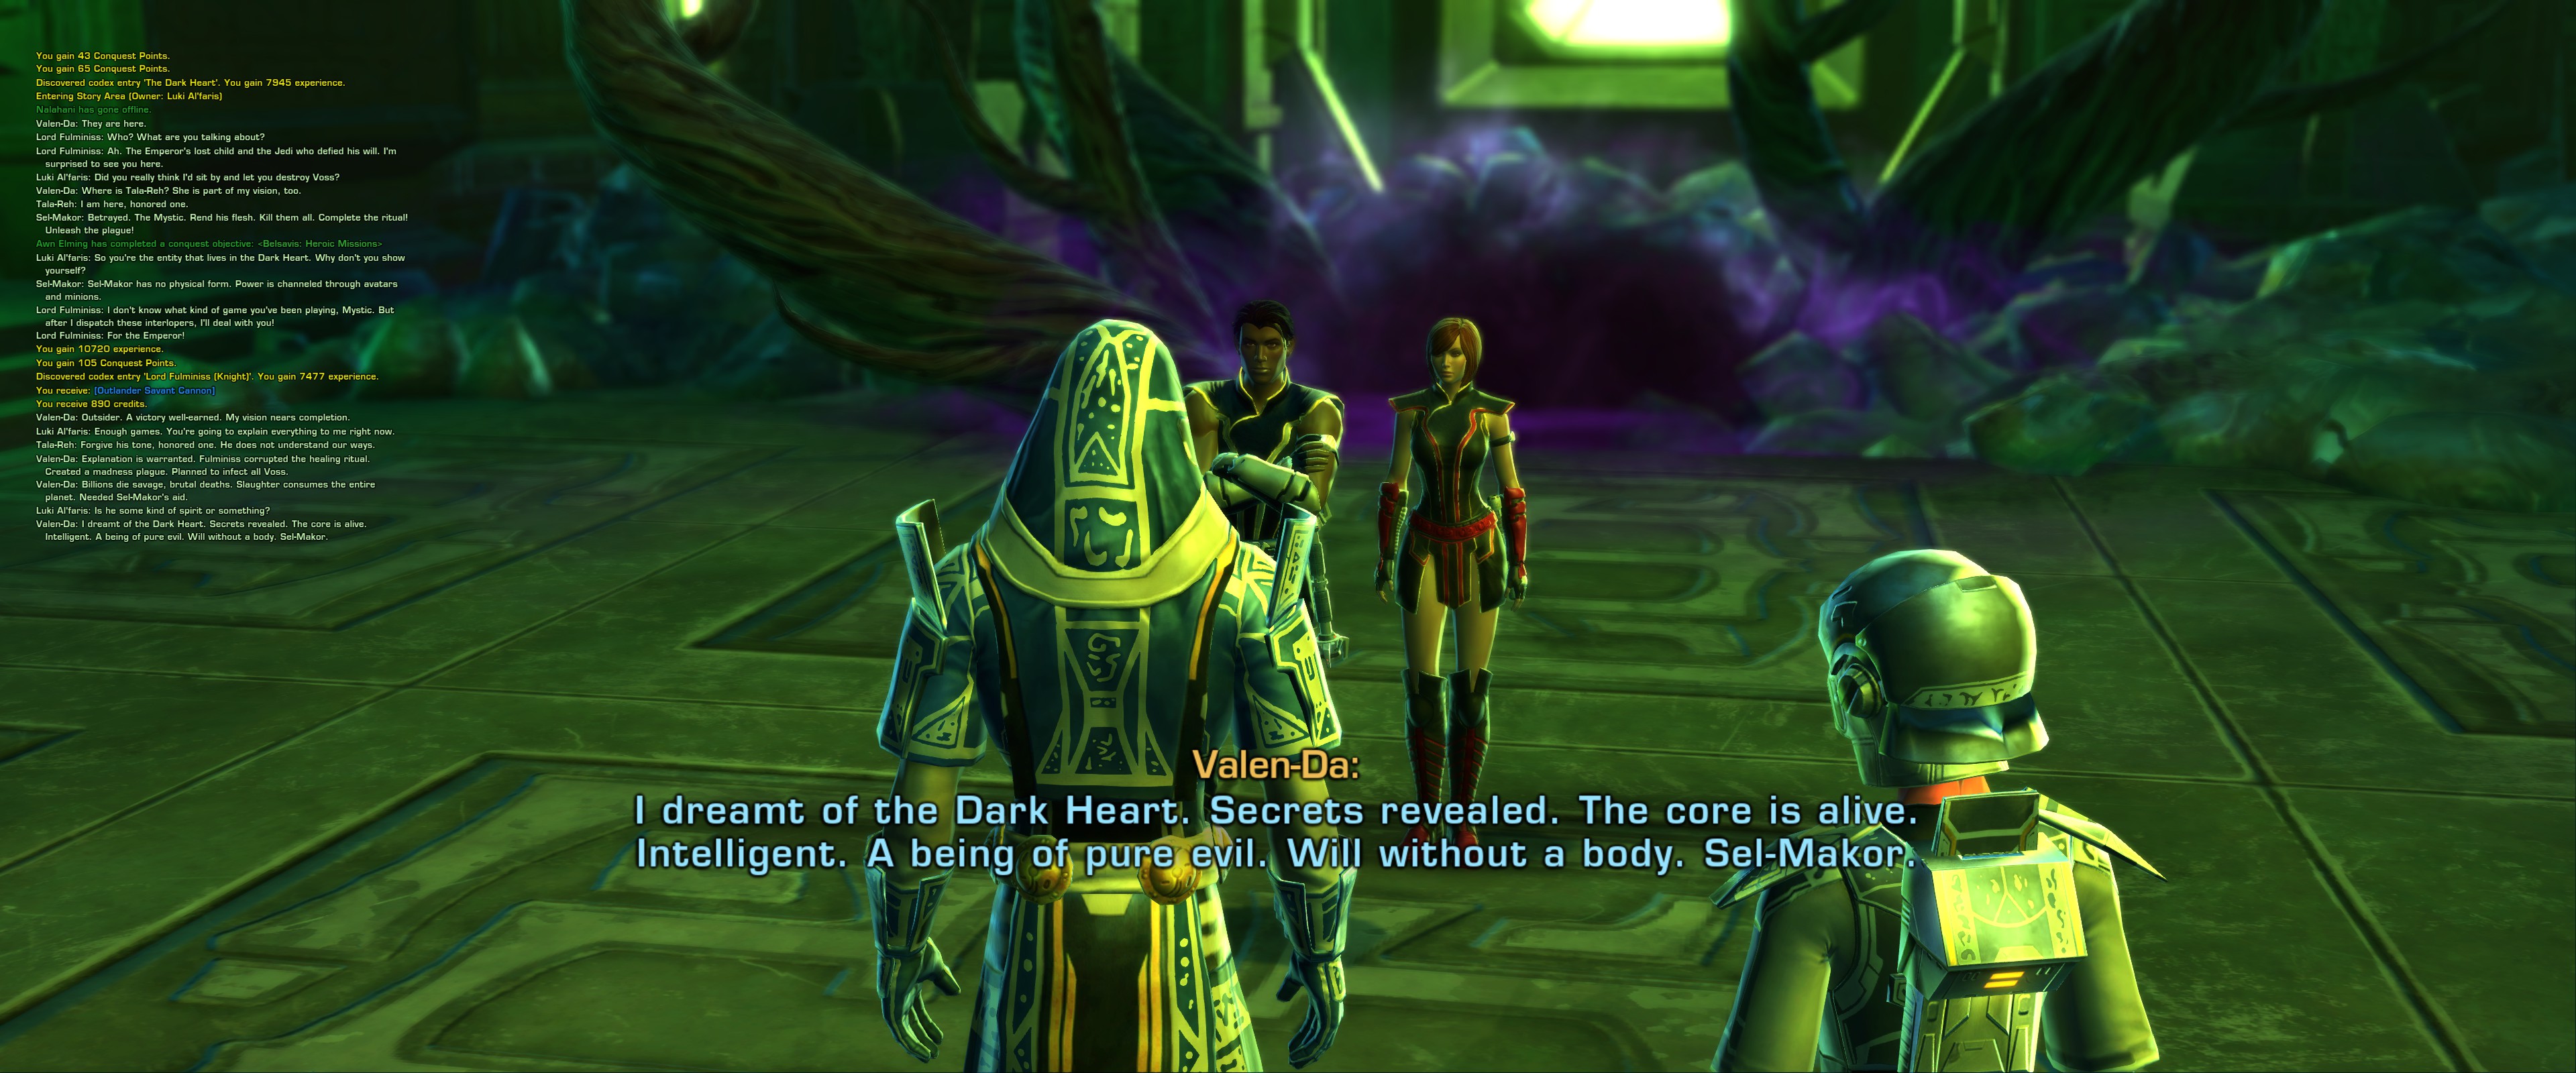 You gain 43 Conquest Points.
You gain 65 Conquest Points.
Discovered codex entry 'The Dark Heart'. You gain 7945 experience.
Entering Story Area (Owner: Luki Al'faris)
Nalahani has gone offline.
Valen-Da: They are here.
Lord Fulminiss: Who? What are you talking about?
Lord Fulminiss: Ah. The Emperor's lost child and the Jedi who defied his will. I'm
surprised to see you here.
Luki Al'faris: Did you really think I'd sit by and let you destroy Voss?
Valen-Da: Where is Tala-Reh? She is part of my vision, too.
Tala-Reh: I am here, honored one.
Sel-Makor: Betrayed. The Mystic. Rend his flesh. Kill them all. Complete the ritual!
Unleash the plague!
Awn Elming has completed a conquest objective: <Belsavis: Heroic Missions>
Luki Al'faris: So you're the entity that lives in the Dark Heart. Why don't you show
yourself?
Sel-Makor: Sel-Makor has no physical form. Power is channeled through avatars
and minions.
Lord Fulminiss: I don't know what kind of game you've been playing, Mystic. But
after I dispatch these interlopers, I'll deal with you!
Lord Fulminiss: For the Emperor!
You gain 10720 experience.
You gain 105 Conquest Points.
Discovered codex entry 'Lord Fulminiss (Knight)'. You gain 7477 experience.
You receive: [Outlander Savant Cannon]
You receive 890 credits.
Valen-Da: Outsider. A victory well-earned. My vision nears completion.
Luki Al'faris: Enough games. You're going to explain everything to me right now.
Tala-Reh: Forgive his tone, honored one. He does not understand our ways.
Valen-Da: Explanation is warranted. Fulminiss corrupted the healing ritual.
Created a madness plague. Planned to infect all Voss.
Valen-Da: Billions die savage, brutal deaths. Slaughter consumes the entire
planet. Needed Sel-Makor's aid.
Luki Al'faris: Is he some kind of spirit or something?
Valen-Da: I dreamt of the Dark Heart. Secrets revealed. The core is alive.
Intelligent. A being of pure evil. Will without a body. Sel-Makor.
Valen-Da:
I dreamt of the Dark Heart. Secrets revealed. The core is alive.
Intelligent. A being of pure evil. Will without a body. Sel-Makor.